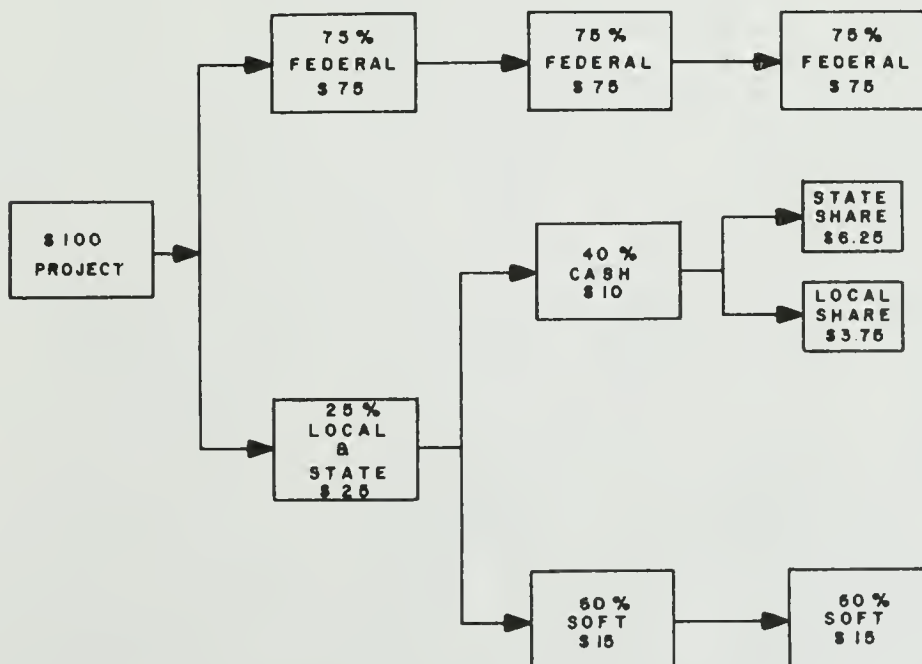 75 %
FEDERAL
$ 75
75 %
FEDERAL
$ 75
75 %
FEDERAL
$ 75
$ 100
PROJECT
40 %
CASH
$ 10
STATE
SHARE
$ 6.25
LOCAL
SHARE
$ 3.75
25 %
LOCAL
&
STATE
$ 25
60 %
SOFT
$ 15
60 %
SOFT
$ 15